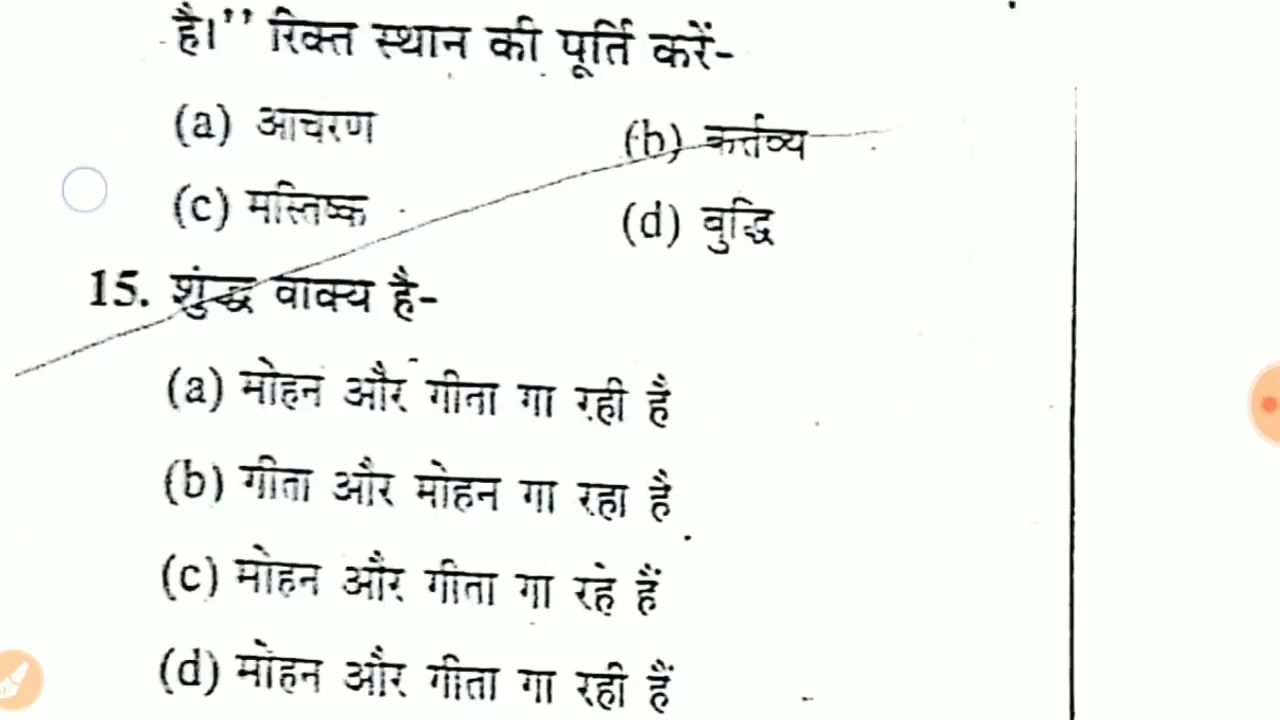 है।" रिक्त स्थान की पूर्ति करें-
(a) आचरण (b) कर्त्तव्य
(c) मस्तिष्क (d) वुद्धि
15. शुंद्ध वाक्य है-
(a) मोहन और गीता गा रही है
(b) गीता और मोहन गा रहा है
(c) मोहन और गीता गा रहे हैं
(d) मोहन और गीता गा रही हैं